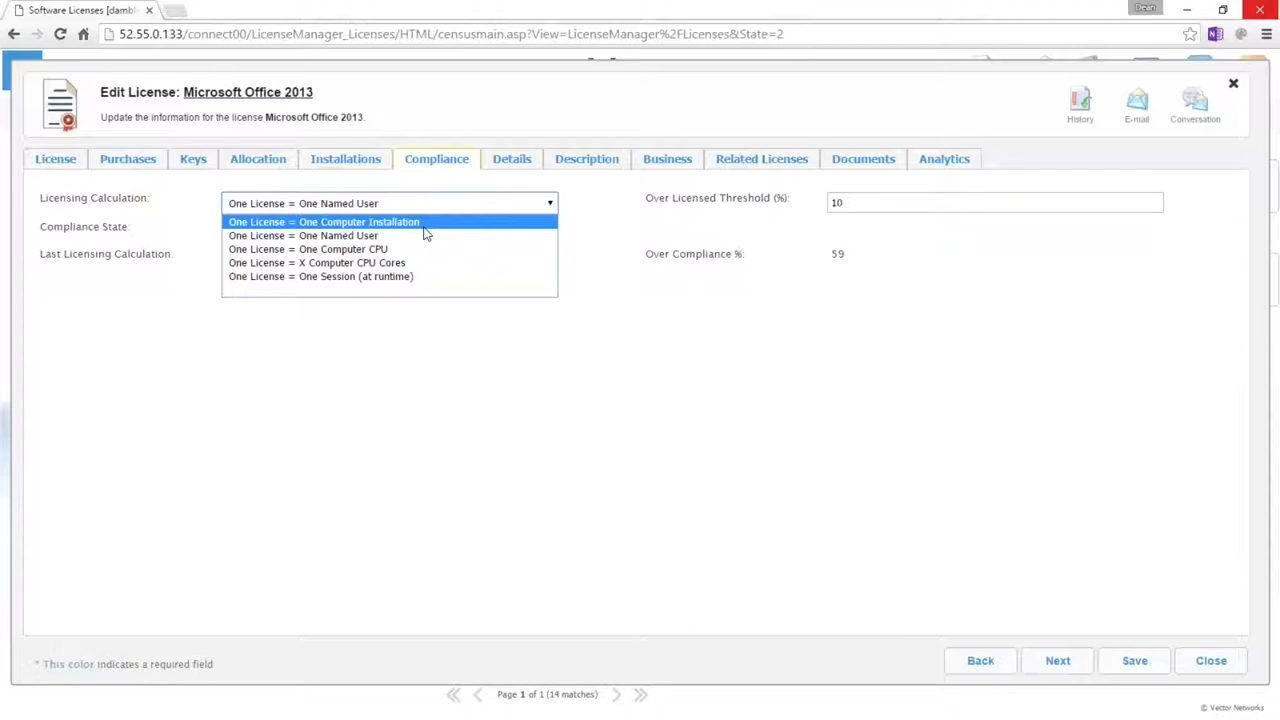 Software Licenses [dambl
Dean
52.55.0.133/connect00/LicenseManager_Licenses/HTML/censusmain.asp?View=LicenseManager%2FLicenses&State=2
Edit License: Microsoft Office 2013
Update the information for the license Microsoft Office 2013.
History
E-mail
Conversation
License Purchases Keys Allocation Installations Compliance Details Description Business Related Licenses Documents Analytics
Licensing Calculation:
One License = One Named User
Over Licensed Threshold (%):
10
One License = One Computer Installation
Compliance State:
One License = One Named User
One License = One Computer CPU
Last Licensing Calculation:
Over Compliance %:
59
One License = X Computer CPU Cores
One License = One Session (at runtime)
* This color indicates a required field
Back Next Save Close
Page 1 of 1 (14 matches)
© Vector Networks